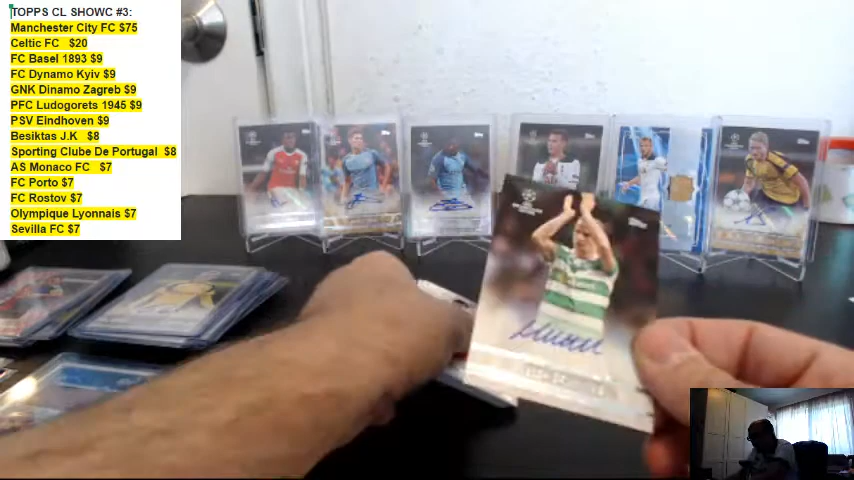 TOPPS CL SHOWC #3:
Manchester City FC $75
Celtic FC $20
FC Basel 1893 $9
FC Dynamo Kyiv $9
GNK Dinamo Zagreb $9
PFC Ludogorets 1945 $9
PSV Eindhoven $9
Besiktas J.K $8
Sporting Clube De Portugal $8
AS Monaco FC $7
FC Porto $7
FC Rostov $7
Olympique Lyonnais $7
Sevilla FC $7